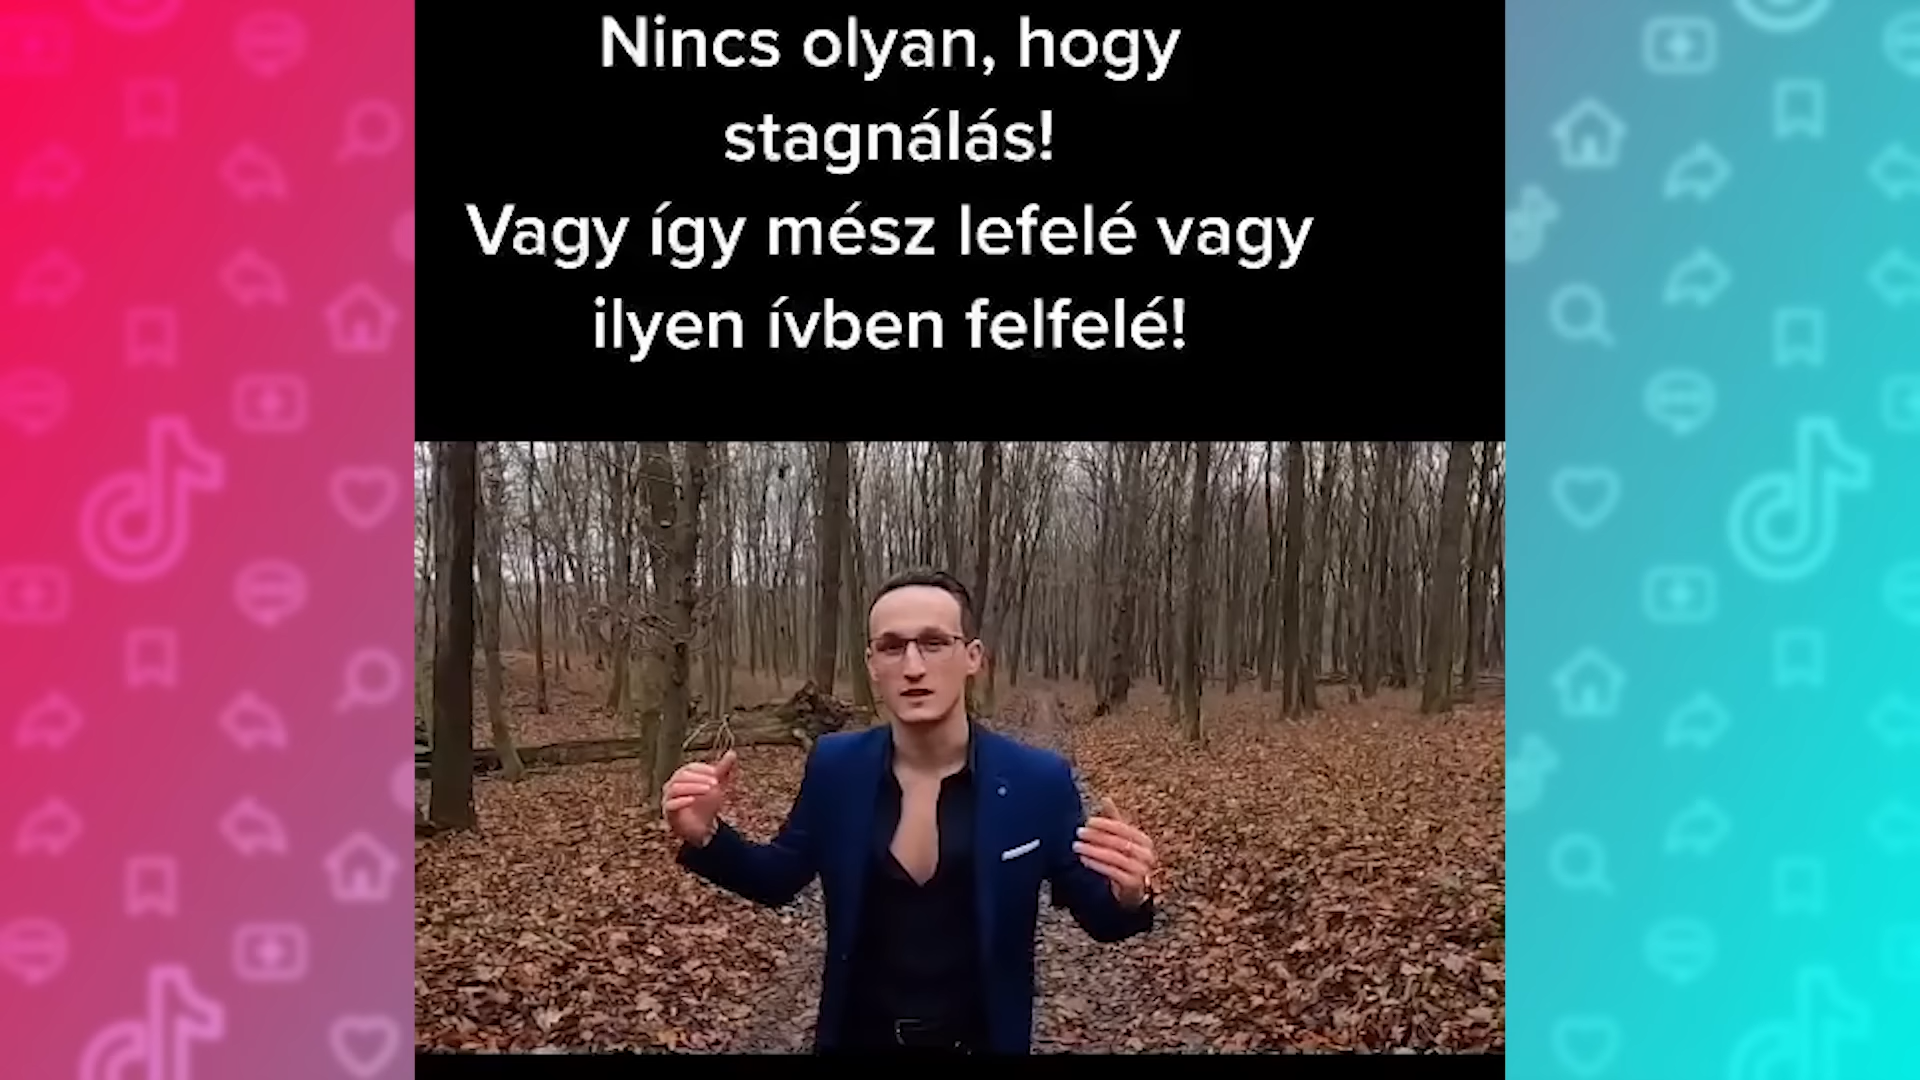 Nincs olyan, hogy
stagnálás!
Vagy így mész lefelé vagy
ilyen ívben felfelé!